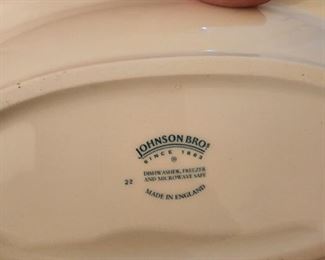 JOHNSON BROS
SINCE 1883
®
DISHWASHER, FREEZER
AND MICROWAVE SAFE
22
MADE IN ENGLAND